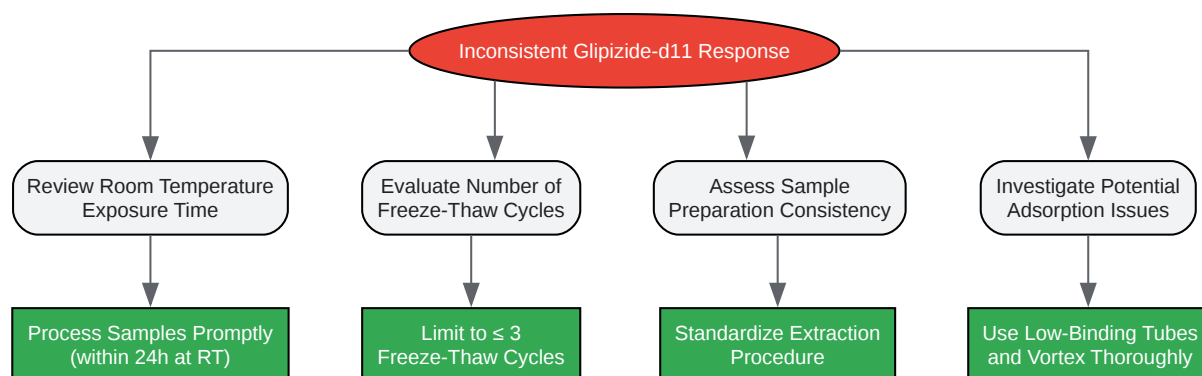 Inconsistent Glipizide-d11 Response
Review Room Temperature
Exposure Time
Evaluate Number of
Freeze-Thaw Cycles
Assess Sample
Preparation Consistency
Investigate Potential
Adsorption Issues
Process Samples Promptly
(within 24h at RT)
Limit to ≤ 3
Freeze-Thaw Cycles
Standardize Extraction
Procedure
Use Low-Binding Tubes
and Vortex Thoroughly